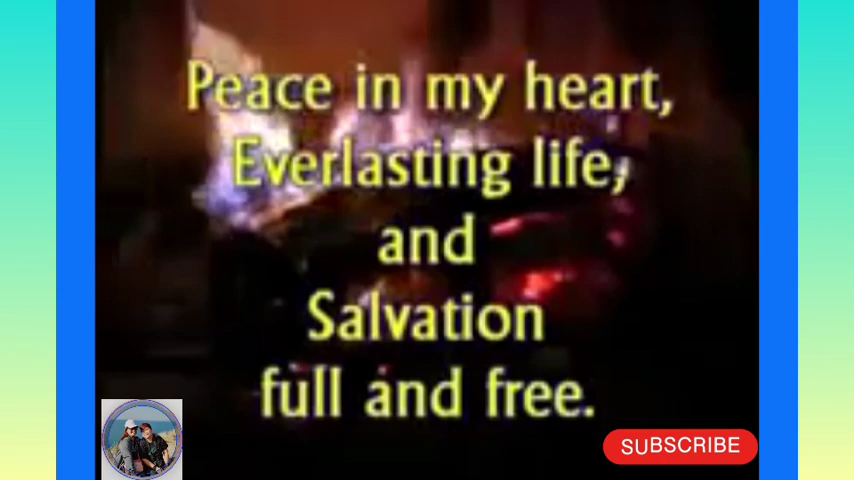 Peace in my heart,
Everlasting life,
and
Salvation
full and free.
SUBSCRIBE